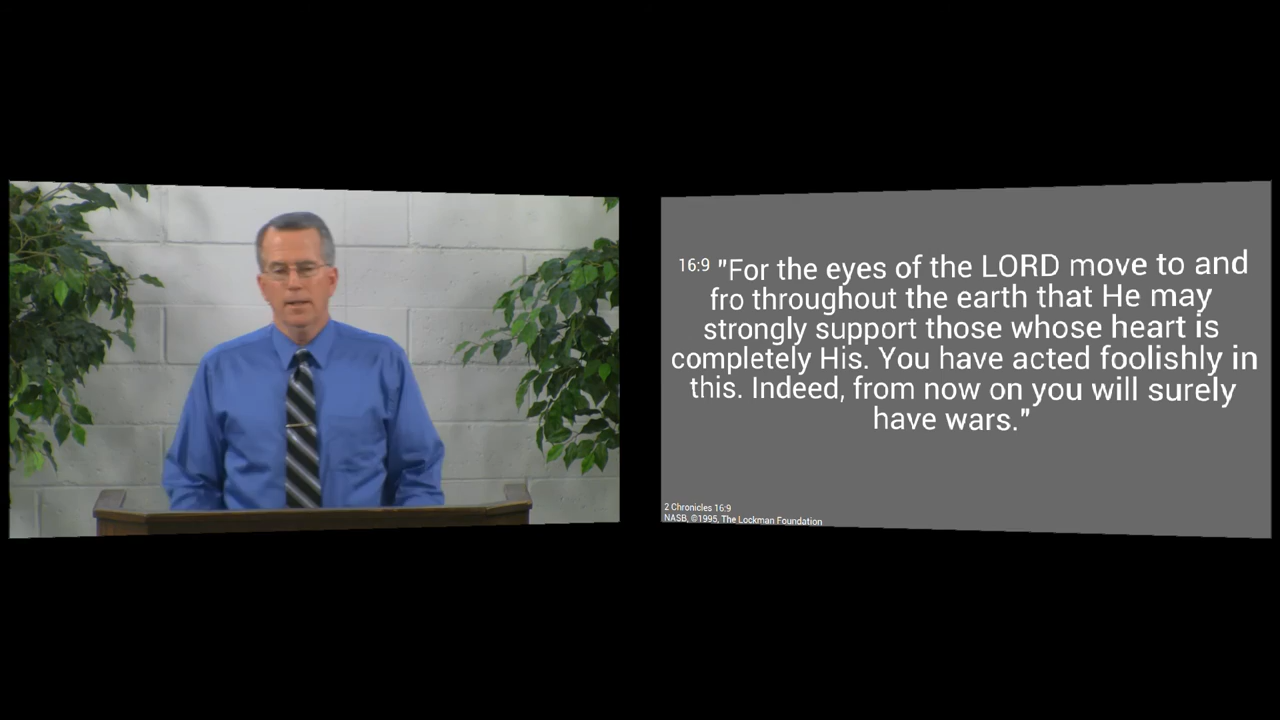 16:9 "For the eyes of the LORD move to and
fro throughout the earth that He may
strongly support those whose heart is
completely His. You have acted foolishly in
this. Indeed, from now on you will surely
have wars."
2 Chronicles 16:9
NASB, ©1995, The Lockman Foundation